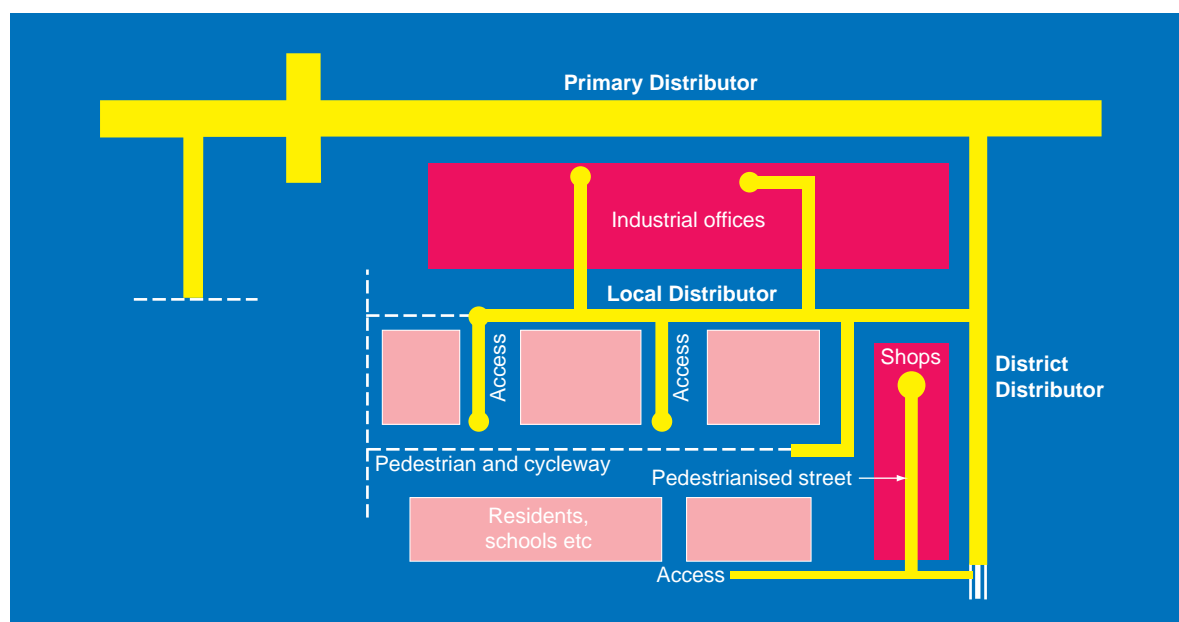 Primary Distributor
Industrial offices
Local Distributor
Access
Access
Shops
District
Distributor
Pedestrian and cycleway
Pedestrianised street
Residents,
schools etc
Access